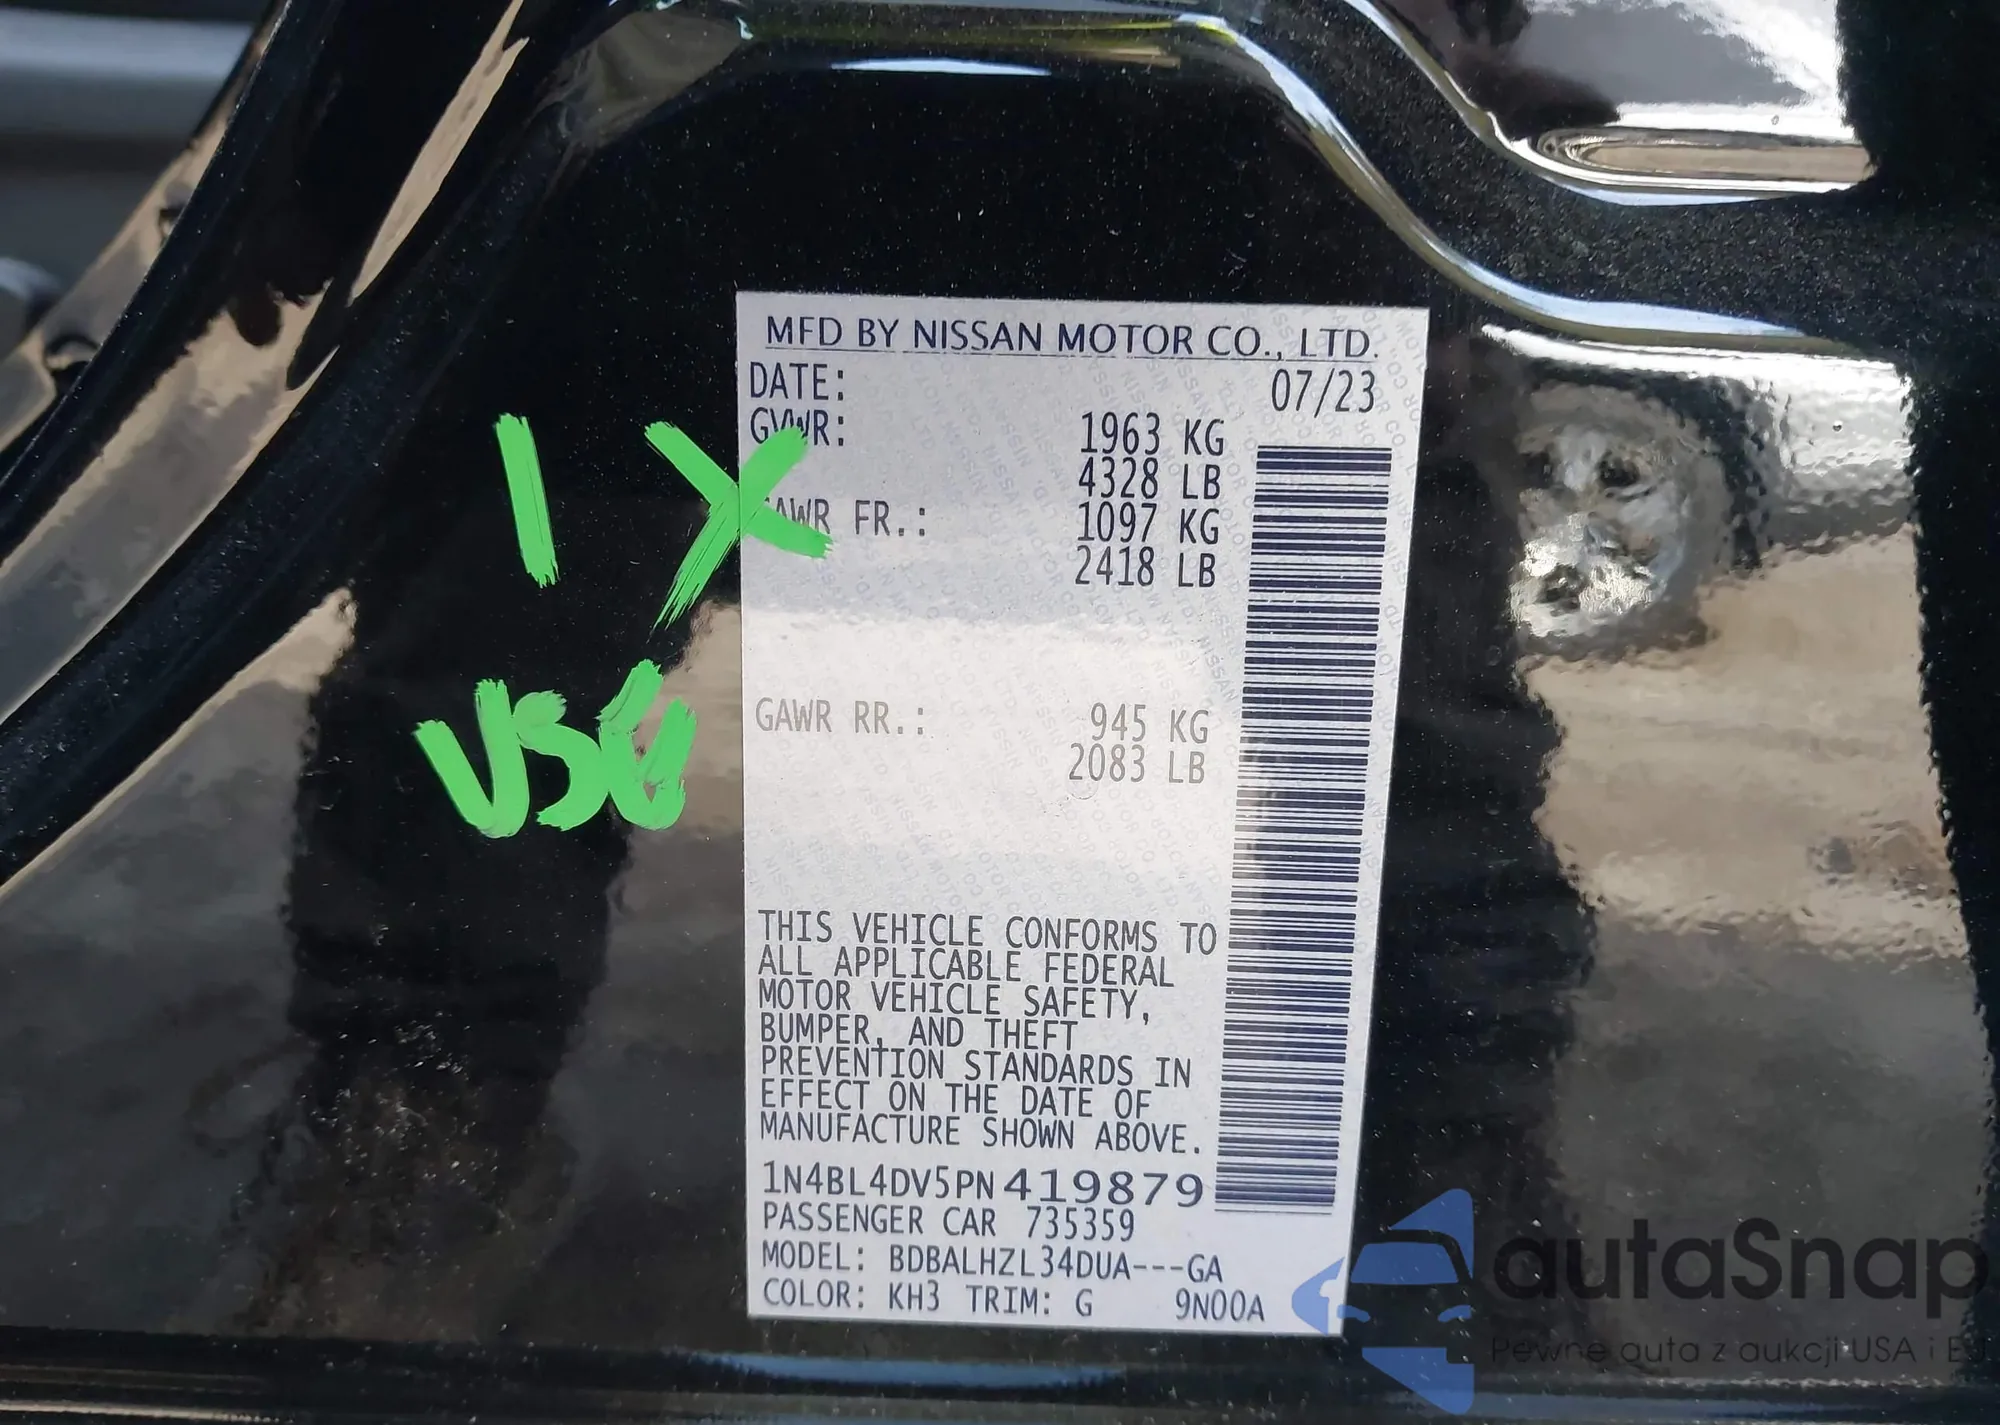 MFD BY NISSAN MOTOR CO., LTD.
DATE: 07/23
GVWR: 1963 KG
4328 LB
GAWR FR.: 1097 KG
2418 LB
GAWR RR.: 945 KG
2083 LB
THIS VEHICLE CONFORMS TO
ALL APPLICABLE FEDERAL
MOTOR VEHICLE SAFETY,
BUMPER, AND THEFT
PREVENTION STANDARDS IN
EFFECT ON THE DATE OF
MANUFACTURE SHOWN ABOVE.
1N4BL4DV5PN419879
PASSENGER CAR 735359
MODEL: BDBALHZL34DUA---GA
COLOR: KH3 TRIM: G 9N00A
1 X
autaSnap
Pewne auta z aukcji USA i EU